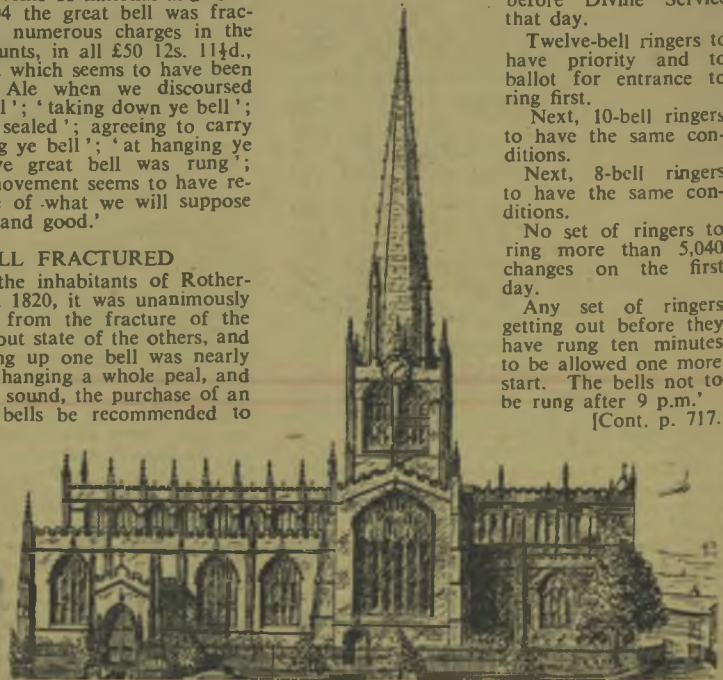 04 the great bell was frac-
numerous charges in the
unts, in all £50 12s. 11½d.,
which seems to have been
Ale when we discoursed
l'; 'taking down ye bell';
sealed'; agreeing to carry
g ye bell'; 'at hanging ye
ve great bell was rung';
novement seems to have re-
e of what we will suppose
and good.'
LL FRACTURED
the inhabitants of Rother-
1820, it was unanimously
from the fracture of the
out state of the others, and
ng up one bell was nearly
hanging a whole peal, and
sound, the purchase of an
bells be recommended to
before Divine Service
that day.
Twelve-bell ringers to
have priority and to
ballot for entrance to
ring first.
Next, 10-bell ringers
to have the same con-
ditions.
Next, 8-bell ringers
to have the same con-
ditions.
No set of ringers to
ring more than 5,040
changes on the first
day.
Any set of ringers
getting out before they
have rung ten minutes
to be allowed one more
start. The bells not to
be rung after 9 p.m.'
[Cont. p. 717.